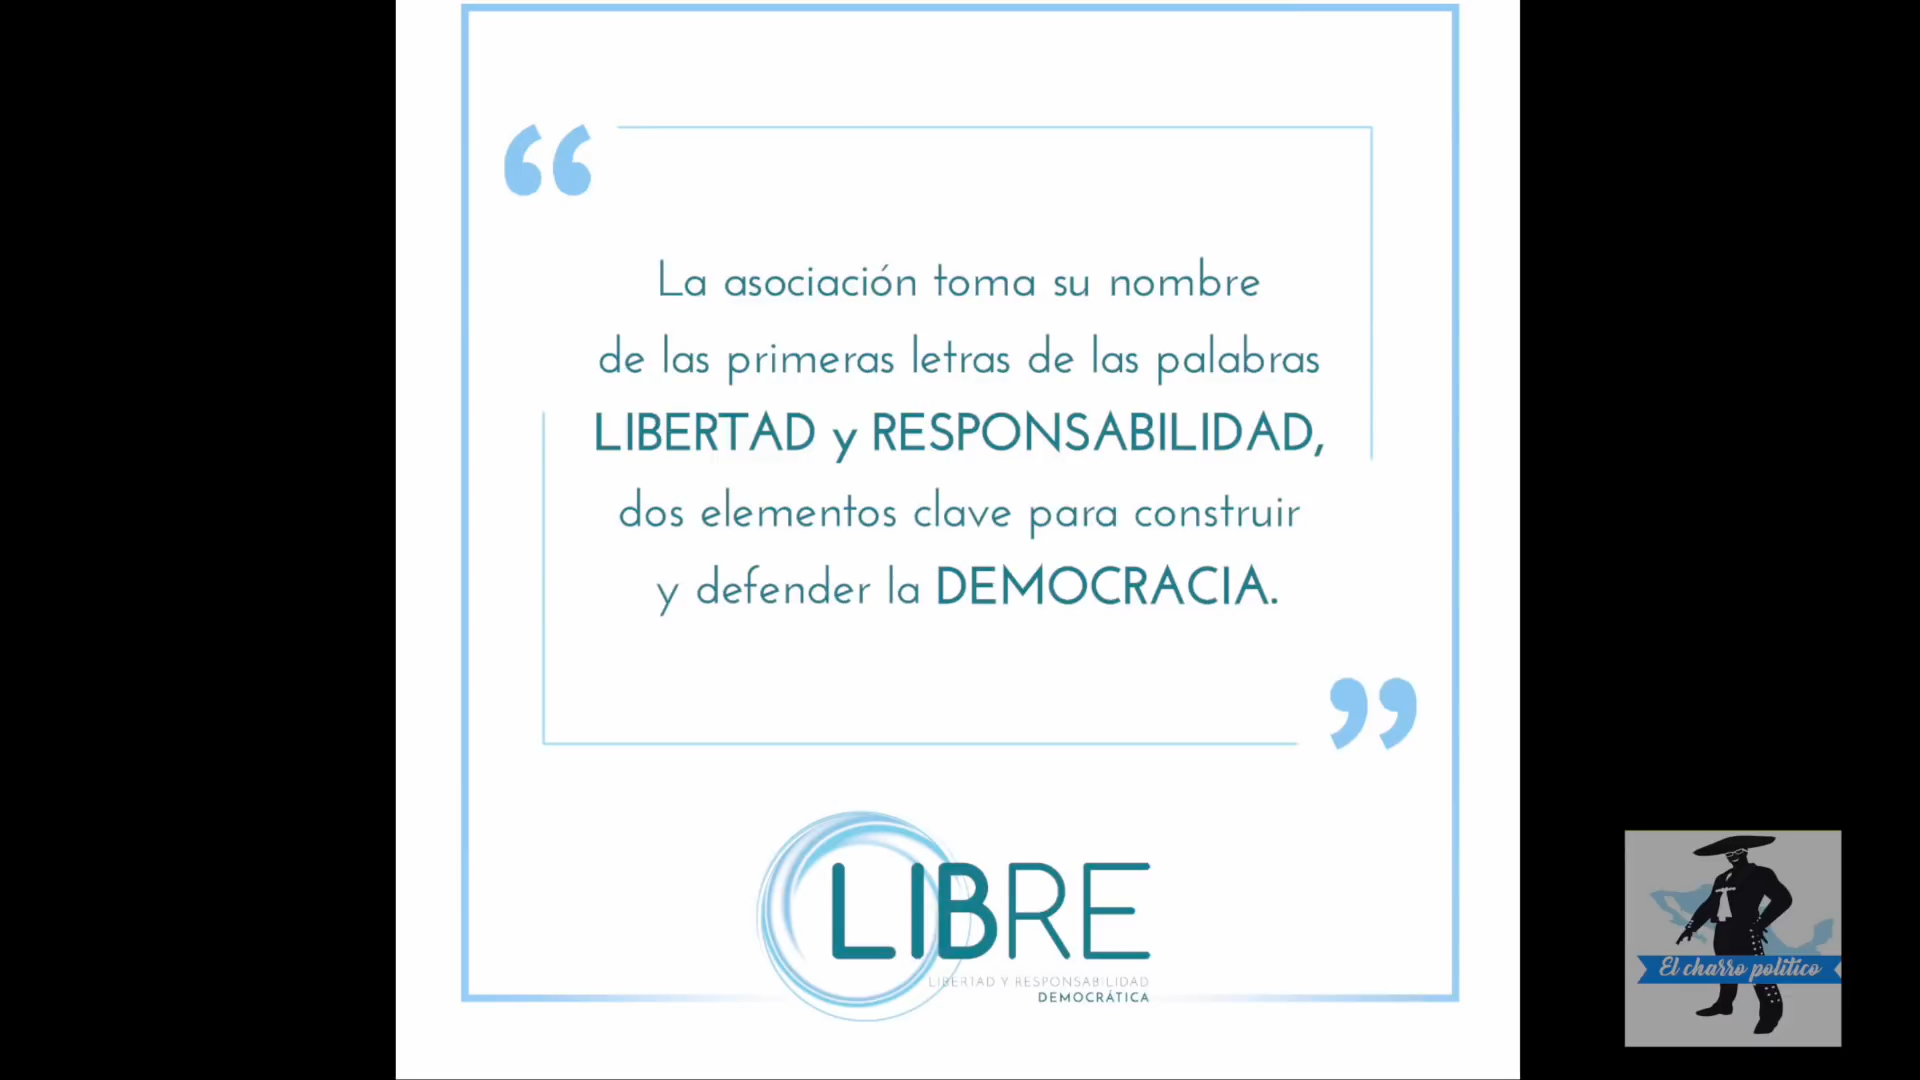 “
La asociación toma su nombre
de las primeras letras de las palabras
LIBERTAD y RESPONSABILIDAD,
dos elementos clave para construir
y defender la DEMOCRACIA.
”
LIBRE
LIBERTAD Y RESPONSABILIDAD
DEMOCRÁTICA
El charro político